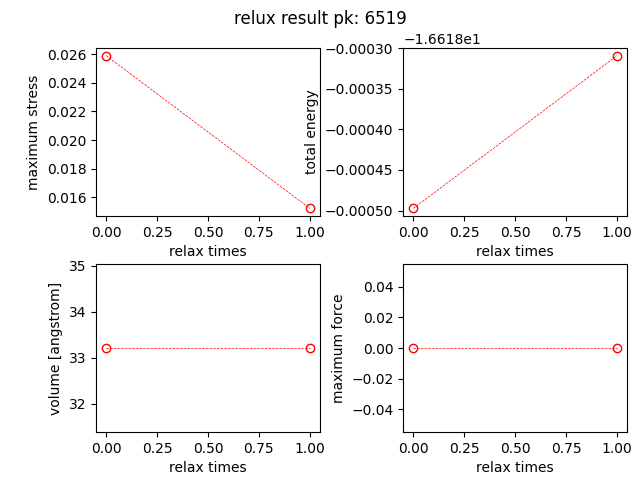 relux result pk: 6519
−1.6618e1
0.026
0.024
0.022
0.020
0.018
0.016
maximum stress
0.00 0.25 0.50 0.75 1.00
relax times
−0.00030
−0.00035
−0.00040
−0.00045
−0.00050
total energy
0.00 0.25 0.50 0.75 1.00
relax times
35
34
33
32
volume [angstrom]
0.00 0.25 0.50 0.75 1.00
relax times
0.04
0.02
0.00
−0.02
−0.04
maximum force
0.00 0.25 0.50 0.75 1.00
relax times